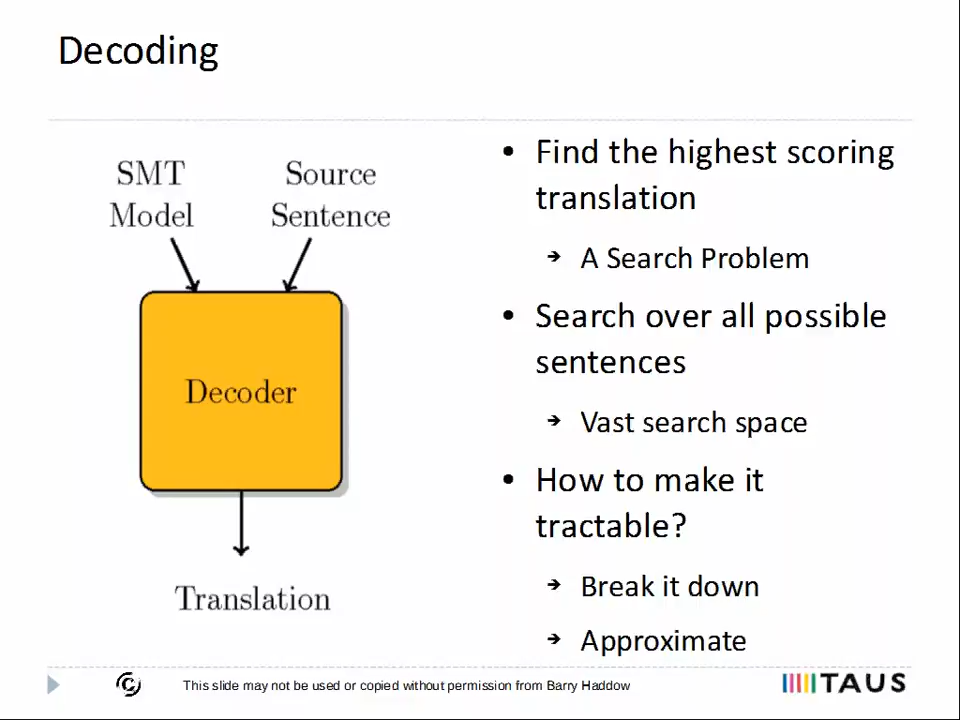 Decoding
SMT
Model
Source
Sentence
Decoder
Translation
• Find the highest scoring
translation
➔ A Search Problem
• Search over all possible
sentences
➔ Vast search space
• How to make it
tractable?
➔ Break it down
➔ Approximate
This slide may not be used or copied without permission from Barry Haddow
TAUS